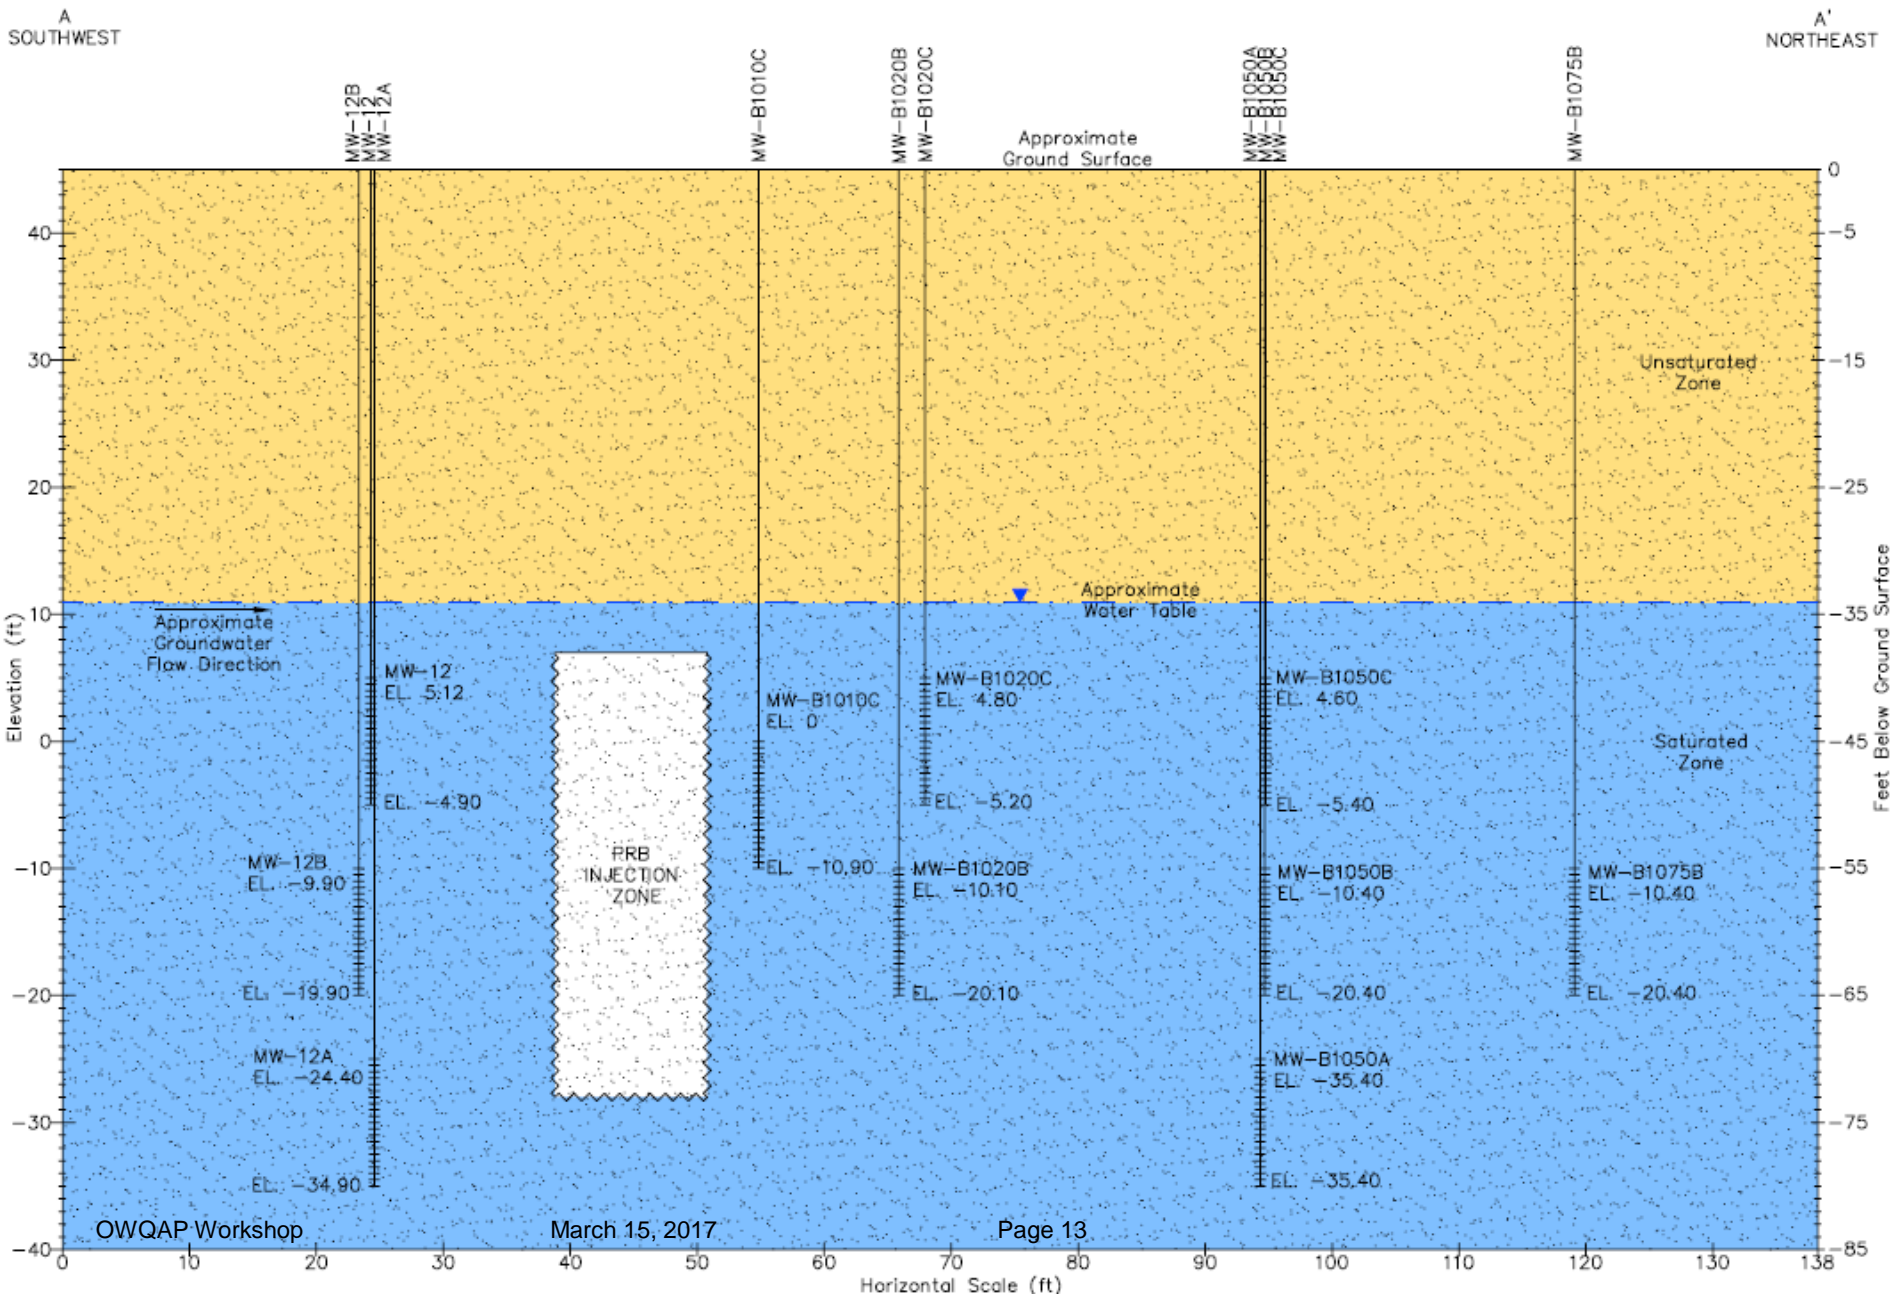 A
SOUTHWEST
A'
NORTHEAST
MW-12B
MW-12
MW-12A
MW-B1010C
MW-B1020B
MW-B1020C
MW-B1050A
MW-B1050B
MW-B1050C
MW-B1075B
Approximate
Ground Surface
40
30
20
10
0
-10
-20
-30
-40
Elevation (ft)
0
-5
-15
-25
-35
-45
-55
-65
-75
-85
Feet Below Ground Surface
Unsaturated
Zone
Approximate
Water Table
Approximate
Groundwater
Flow Direction
MW-12
EL. 5.12
EL. -4.90
MW-12B
EL. -9.90
EL. -19.90
MW-12A
EL. -24.40
EL. -34.90
PRB
INJECTION
ZONE
MW-B1010C
EL. 0
EL. -10.90
MW-B1020C
EL. 4.80
EL. -5.20
MW-B1020B
EL. -10.10
EL. -20.10
MW-B1050C
EL. 4.60
EL. -5.40
MW-B1050B
EL. -10.40
EL. -20.40
MW-B1050A
EL. -35.40
EL. -35.40
Saturated
Zone
MW-B1075B
EL. -10.40
EL. -20.40
OWQAP Workshop March 15, 2017 Page 13
0 10 20 30 40 50 60 70 80 90 100 110 120 130 138
Horizontal Scale (ft)